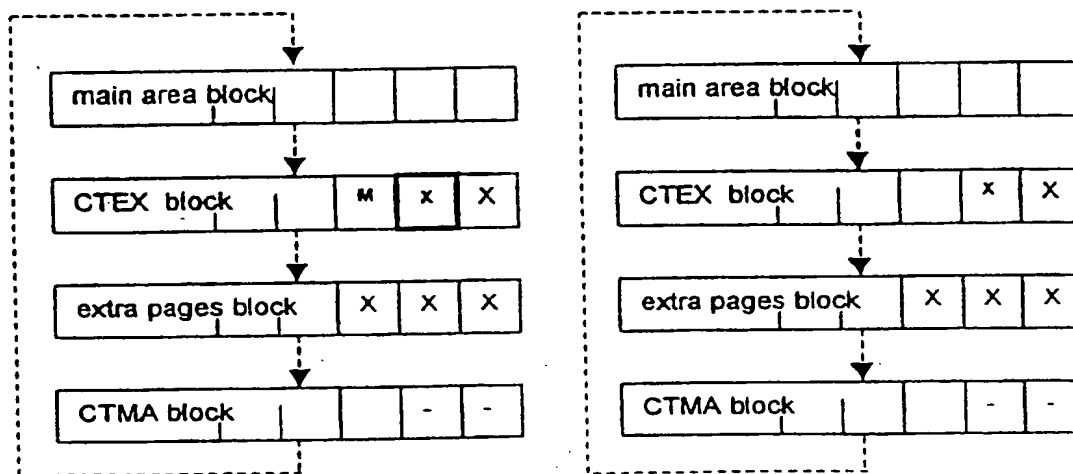 main area block
CTEX block M x X
extra pages block X X X
CTMA block - -
main area block
CTEX block x X
extra pages block X X X
CTMA block - -